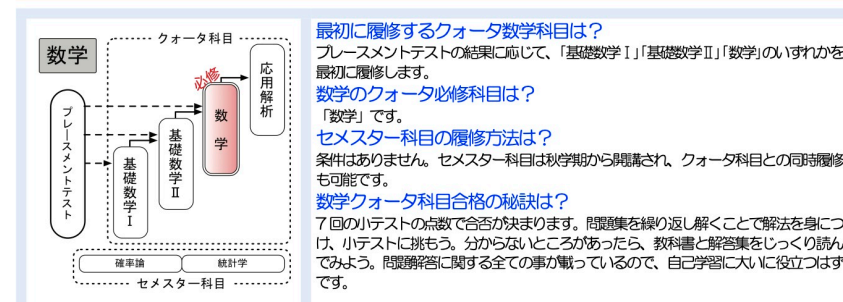 数学
クォータ科目
必修
プレースメントテスト
基礎数学Ⅰ
基礎数学Ⅱ
数学
応用解析
確率論
統計学
セメスター科目
最初に履修するクォータ数学科目は？
プレースメントテストの結果に応じて、「基礎数学Ⅰ」「基礎数学Ⅱ」「数学」のいずれかを
最初に履修します。
数学のクォータ必修科目は？
「数学」です。
セメスター科目の履修方法は？
条件はありません。セメスター科目は秋学期から開講され、クォータ科目との同時履修
も可能です。
数学クォータ科目合格の秘訣は？
７回の小テストの点数で合否が決まります。問題集を繰り返し解くことで解法を身につ
け、小テストに挑もう。分からないところがあったら、教科書と解答集をじっくり読ん
でみよう。問題解答に関する全ての事が載っているので、自己学習に大いに役立つはず
です。